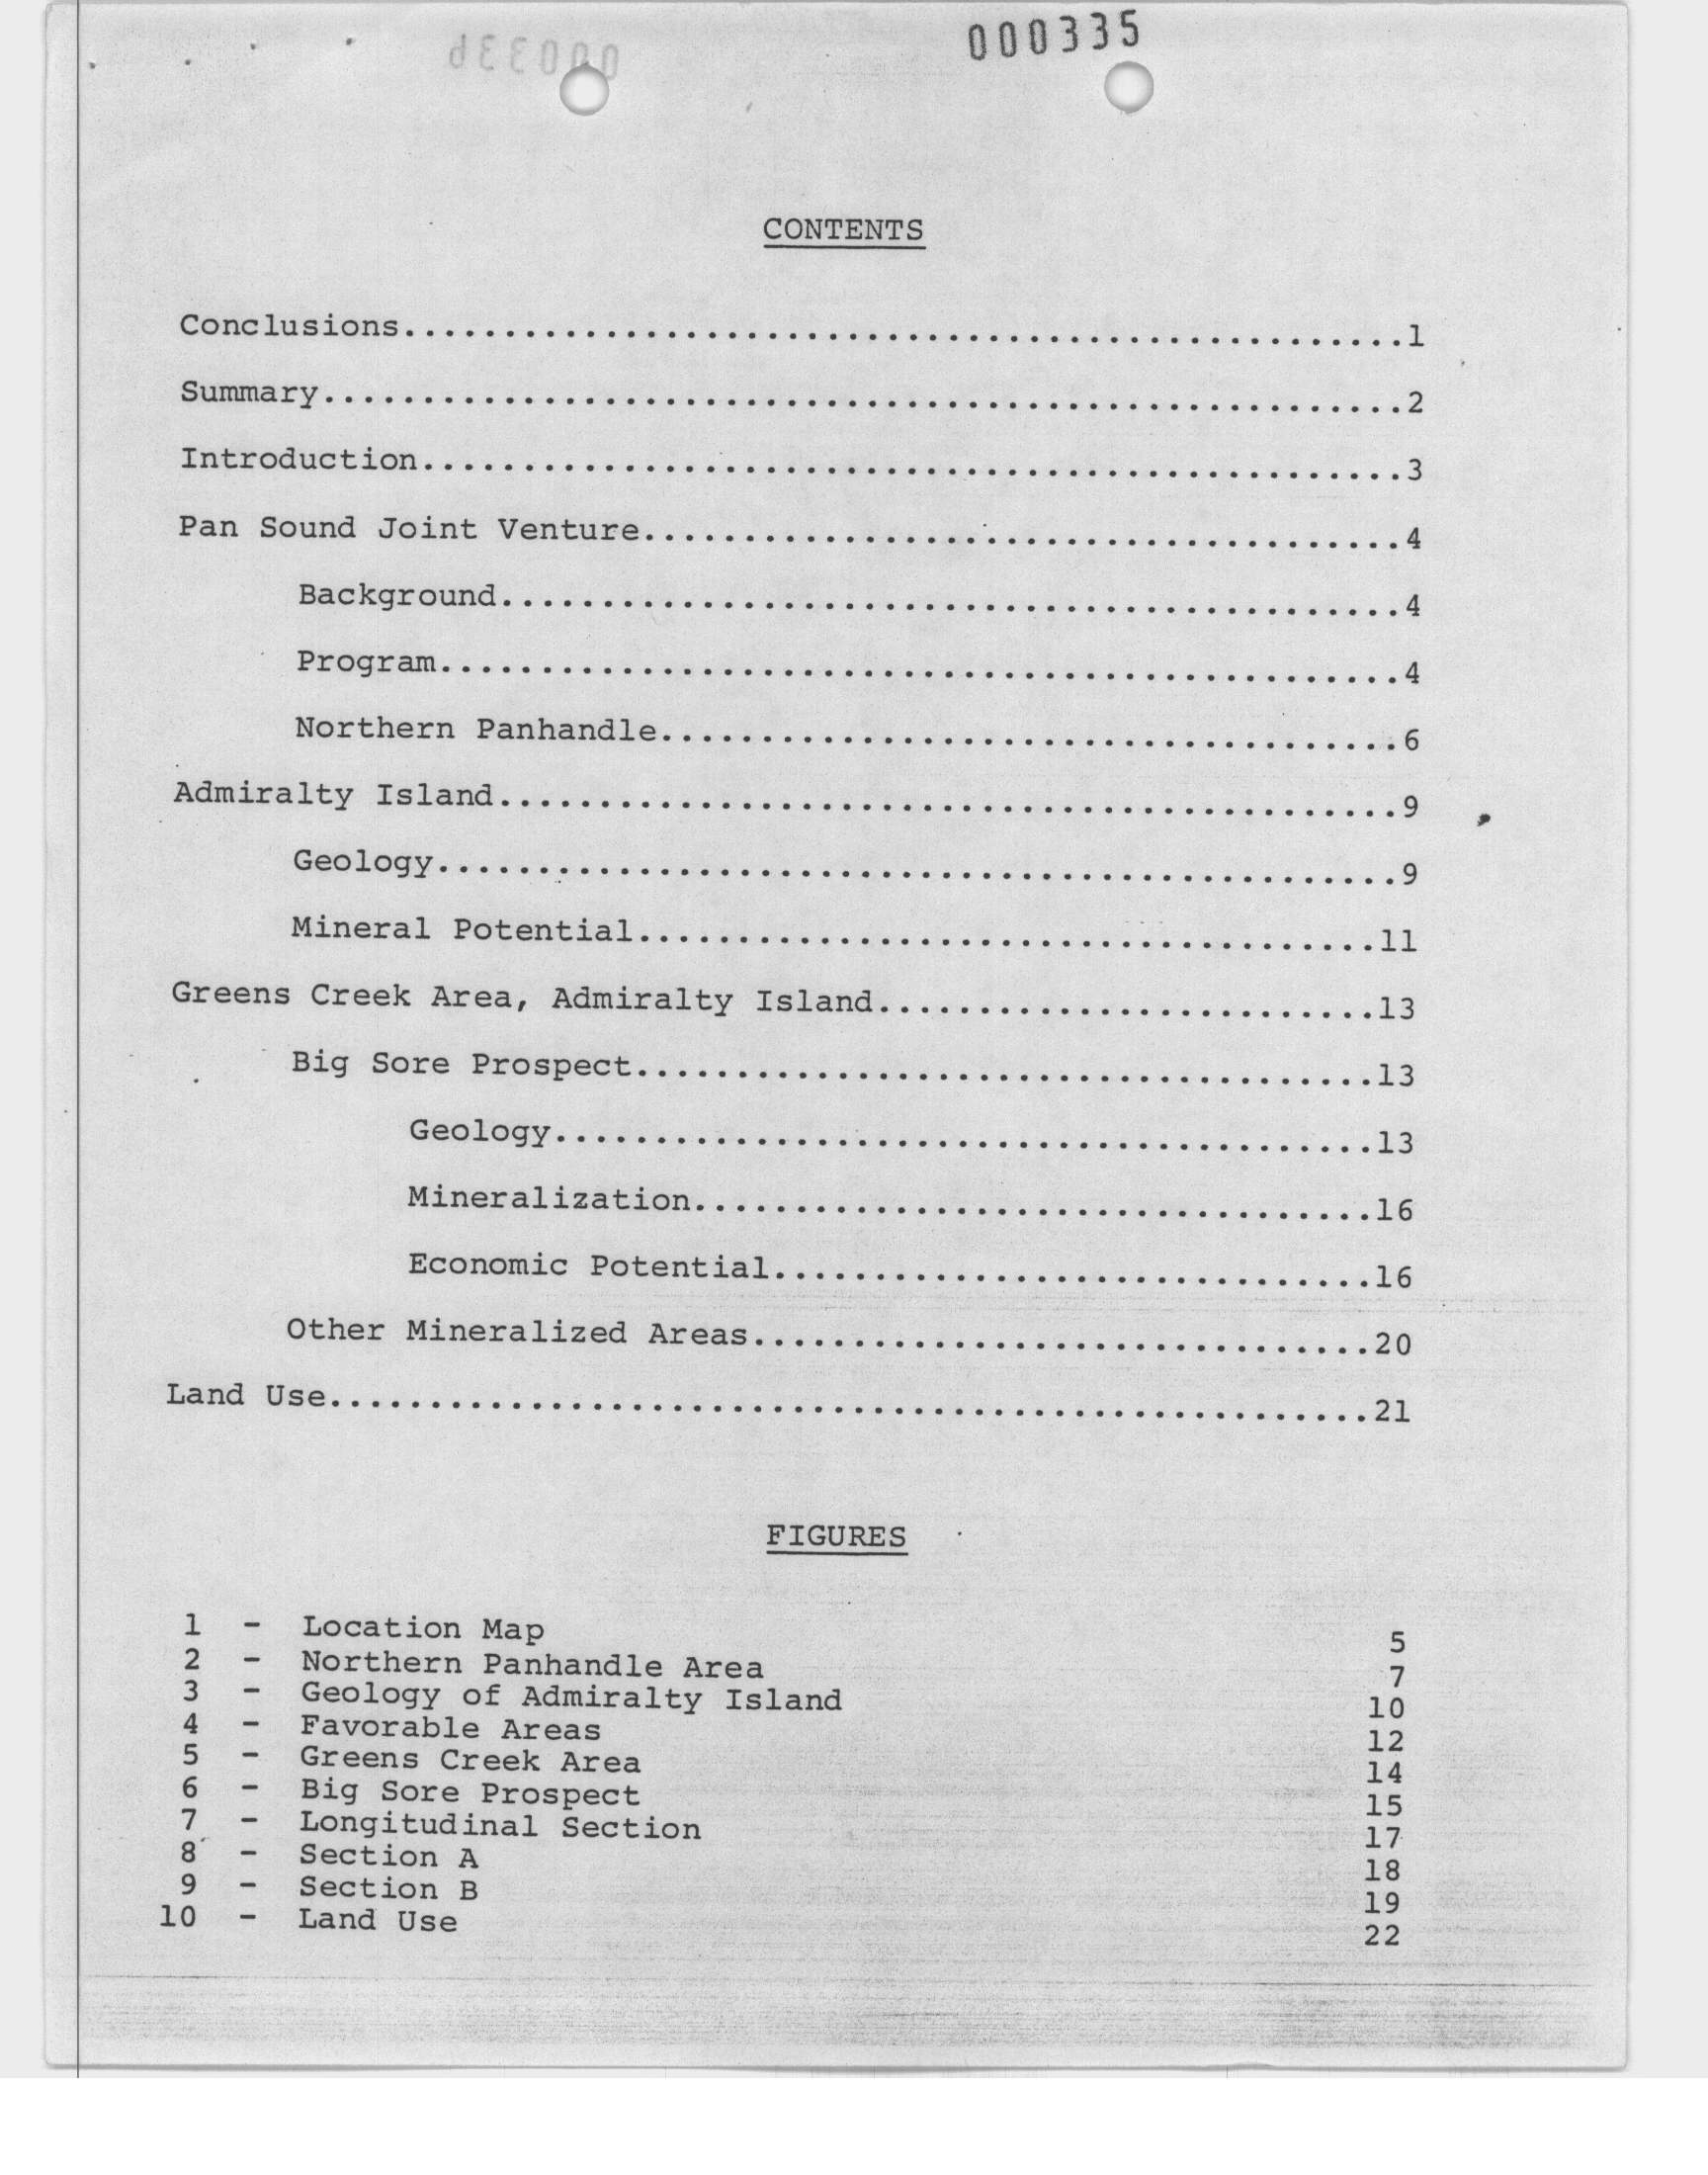 000335
CONTENTS
Conclusions..................................................1
Summary......................................................2
Introduction.................................................3
Pan Sound Joint Venture......................................4
Background.............................................4
Program................................................4
Northern Panhandle.....................................6
Admiralty Island.............................................9
Geology................................................9
Mineral Potential.....................................11
Greens Creek Area, Admiralty Island.........................13
Big Sore Prospect.....................................13
Geology.........................................13
Mineralization..................................16
Economic Potential..............................16
Other Mineralized Areas...............................20
Land Use....................................................21
FIGURES
1 - Location Map 5
2 - Northern Panhandle Area 7
3 - Geology of Admiralty Island 10
4 - Favorable Areas 12
5 - Greens Creek Area 14
6 - Big Sore Prospect 15
7 - Longitudinal Section 17
8 - Section A 18
9 - Section B 19
10 - Land Use 22